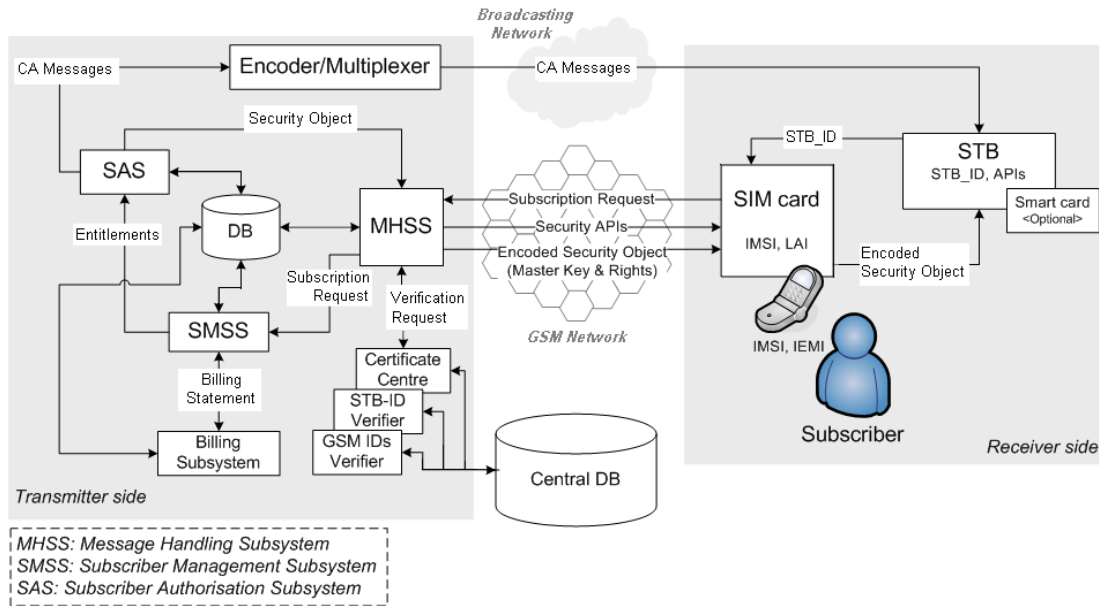 Broadcasting
Network
CA Messages
Encoder/Multiplexer
CA Messages
Security Object
STB_ID
STB
STB_ID, APIs
SAS
Smart card
<Optional>
Subscription Request
SIM card
MHSS
Security APIs
DB
Entitlements
IMSI, LAI
Encoded
Security Object
Encoded Security Object
(Master Key & Rights)
Subscription
Request
Verification
Request
SMSS
GSM Network
IMSI, IEMI
Certificate
Centre
Billing
Statement
STB-ID
Verifier
Subscriber
GSM IDs
Verifier
Billing
Subsystem
Receiver side
Central DB
Transmitter side
MHSS: Message Handling Subsystem
SMSS: Subscriber Management Subsystem
SAS: Subscriber Authorisation Subsystem